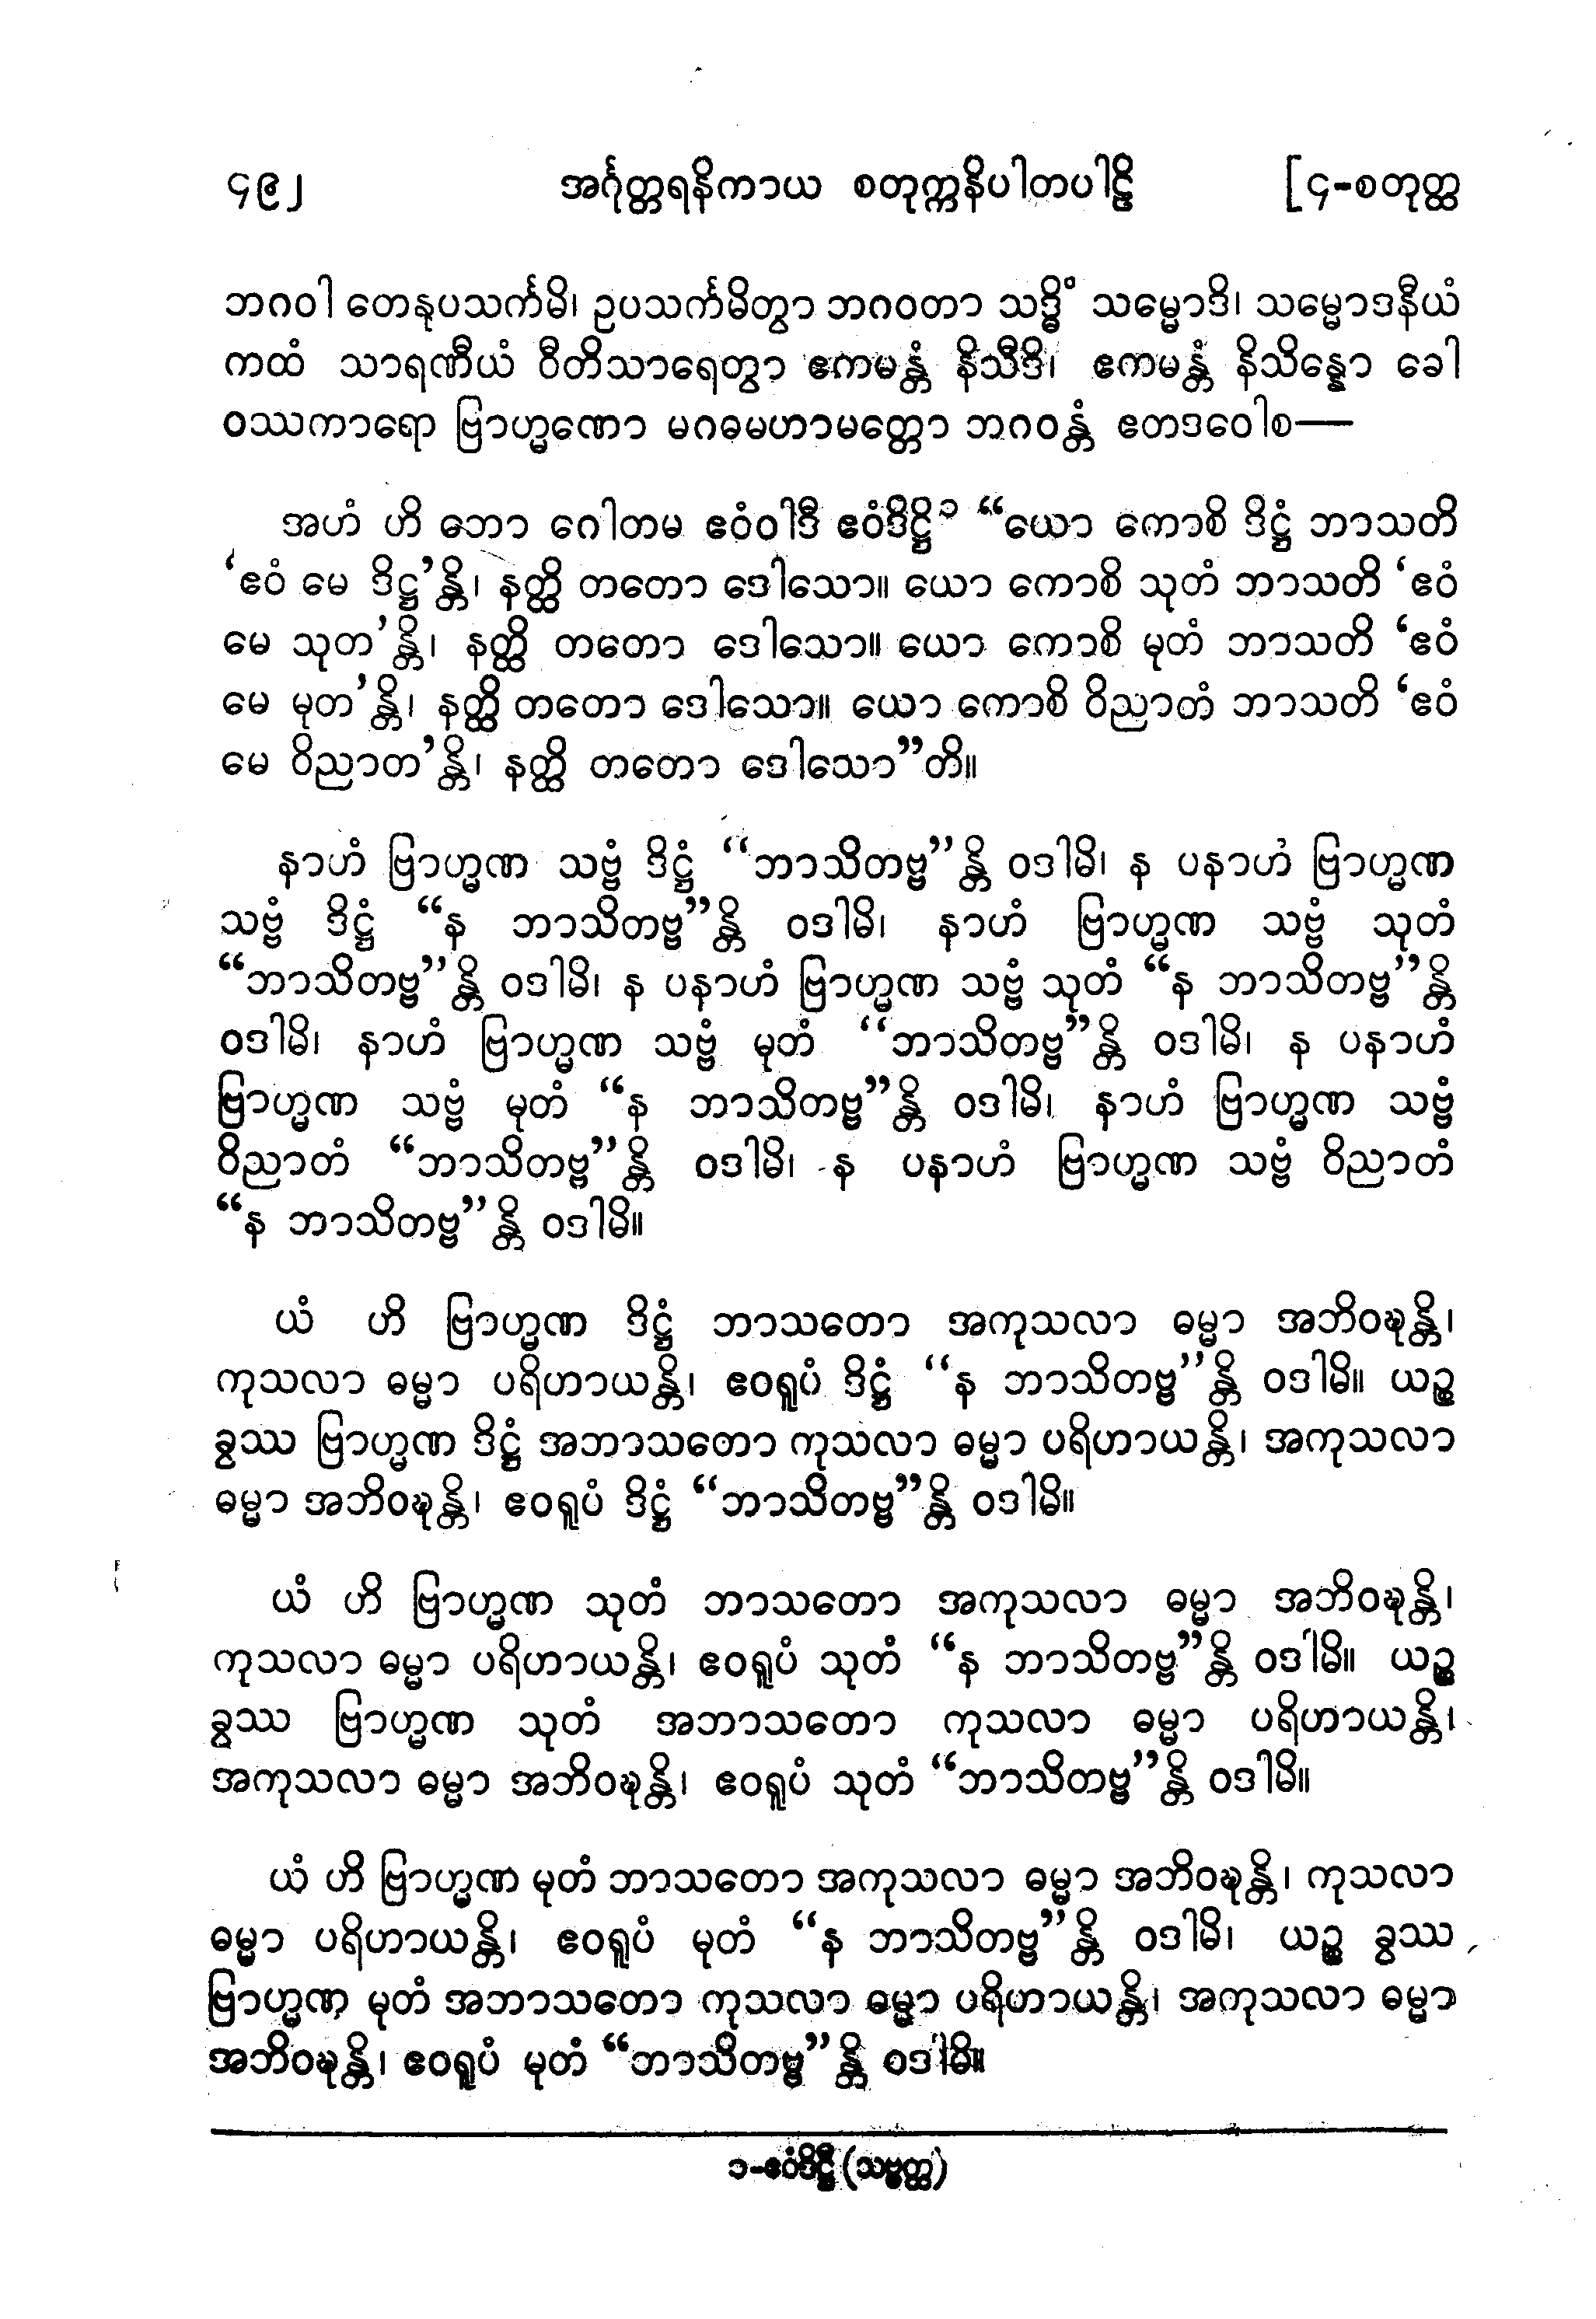 ၄၉၂ အင်္ဂုတ္တရနိကာယ စတုက္ကနိပါတပါဠိ [၄-စတုတ္ထ
ဘဂဝါ တေနုပသင်္ကမိ၊ ဥပသင်္ကမိတွာ ဘဂဝတာ သဒ္ဓိံ သမ္မောဒိ၊ သမ္မောဒနီယံ
ကထံ သာရဏီယံ ဝီတိသာရေတွာ ဧကမန္တံ နိသီဒိ၊ ဧကမန္တံ နိသိန္နော ခေါ
ဝဿကာရော ဗြာဟ္မဏော မဂဓမဟာမတ္တော ဘဂဝန္တံ ဧတဒဝေါစ—
အဟံ ဟိ ဘော ဂေါတမ ဧဝံဝါဒီ ဧဝံဒိဋ္ဌိ၁ “ယော ကောစိ ဒိဋ္ဌံ ဘာသတိ
‘ဧဝံ မေ ဒိဋ္ဌ’န္တိ၊ နတ္ထိ တတော ဒေါသော။ ယော ကောစိ သုတံ ဘာသတိ ‘ဧဝံ
မေ သုတ’န္တိ၊ နတ္ထိ တတော ဒေါသော။ ယော ကောစိ မုတံ ဘာသတိ ‘ဧဝံ
မေ မုတ’န္တိ၊ နတ္ထိ တတော ဒေါသော။ ယော ကောစိ ဝိညာတံ ဘာသတိ ‘ဧဝံ
မေ ဝိညာတ’န္တိ၊ နတ္ထိ တတော ဒေါသော”တိ။
နာဟံ ဗြာဟ္မဏ သဗ္ဗံ ဒိဋ္ဌံ “ဘာသိတဗ္ဗ”န္တိ ဝဒါမိ၊ န ပနာဟံ ဗြာဟ္မဏ
သဗ္ဗံ ဒိဋ္ဌံ “န ဘာသိတဗ္ဗ”န္တိ ဝဒါမိ၊ နာဟံ ဗြာဟ္မဏ သဗ္ဗံ သုတံ
“ဘာသိတဗ္ဗ”န္တိ ဝဒါမိ၊ န ပနာဟံ ဗြာဟ္မဏ သဗ္ဗံ သုတံ “န ဘာသိတဗ္ဗ”န္တိ
ဝဒါမိ၊ နာဟံ ဗြာဟ္မဏ သဗ္ဗံ မုတံ “ဘာသိတဗ္ဗ”န္တိ ဝဒါမိ၊ န ပနာဟံ
ဗြာဟ္မဏ သဗ္ဗံ မုတံ “န ဘာသိတဗ္ဗ”န္တိ ဝဒါမိ၊ နာဟံ ဗြာဟ္မဏ သဗ္ဗံ
ဝိညာတံ “ဘာသိတဗ္ဗ”န္တိ ဝဒါမိ၊ န ပနာဟံ ဗြာဟ္မဏ သဗ္ဗံ ဝိညာတံ
“န ဘာသိတဗ္ဗ”န္တိ ဝဒါမိ။
ယံ ဟိ ဗြာဟ္မဏ ဒိဋ္ဌံ ဘာသတော အကုသလာ ဓမ္မာ အဘိဝဍ္ဎန္တိ၊
ကုသလာ ဓမ္မာ ပရိဟာယန္တိ၊ ဧဝရူပံ ဒိဋ္ဌံ “န ဘာသိတဗ္ဗ”န္တိ ဝဒါမိ။ ယဉ္စ
ခွဿ ဗြာဟ္မဏ ဒိဋ္ဌံ အဘာသတော ကုသလာ ဓမ္မာ ပရိဟာယန္တိ၊ အကုသလာ
ဓမ္မာ အဘိဝဍ္ဎန္တိ၊ ဧဝရူပံ ဒိဋ္ဌံ “ဘာသိတဗ္ဗ”န္တိ ဝဒါမိ။
ယံ ဟိ ဗြာဟ္မဏ သုတံ ဘာသတော အကုသလာ ဓမ္မာ အဘိဝဍ္ဎန္တိ၊
ကုသလာ ဓမ္မာ ပရိဟာယန္တိ၊ ဧဝရူပံ သုတံ “န ဘာသိတဗ္ဗ”န္တိ ဝဒါမိ။ ယဉ္စ
ခွဿ ဗြာဟ္မဏ သုတံ အဘာသတော ကုသလာ ဓမ္မာ ပရိဟာယန္တိ၊
အကုသလာ ဓမ္မာ အဘိဝဍ္ဎန္တိ၊ ဧဝရူပံ သုတံ “ဘာသိတဗ္ဗ”န္တိ ဝဒါမိ။
ယံ ဟိ ဗြာဟ္မဏ မုတံ ဘာသတော အကုသလာ ဓမ္မာ အဘိဝဍ္ဎန္တိ၊ ကုသလာ
ဓမ္မာ ပရိဟာယန္တိ၊ ဧဝရူပံ မုတံ “န ဘာသိတဗ္ဗ”န္တိ ဝဒါမိ၊ ယဉ္စ ခွဿ
ဗြာဟ္မဏ မုတံ အဘာသတော ကုသလာ ဓမ္မာ ပရိဟာယန္တိ၊ အကုသလာ ဓမ္မာ
အဘိဝဍ္ဎန္တိ၊ ဧဝရူပံ မုတံ “ဘာသိတဗ္ဗ”န္တိ ဝဒါမိ။
၁-ဧဝံဒိဋ္ဌီ (သဗ္ဗတ္ထ)